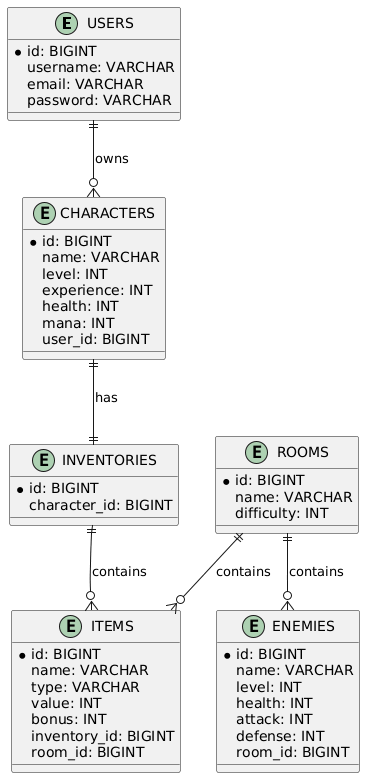 E USERS
id: BIGINT
username: VARCHAR
email: VARCHAR
password: VARCHAR
owns
E CHARACTERS
id: BIGINT
name: VARCHAR
level: INT
experience: INT
health: INT
mana: INT
user_id: BIGINT
has
E INVENTORIES
id: BIGINT
character_id: BIGINT
E ROOMS
id: BIGINT
name: VARCHAR
difficulty: INT
contains
contains
contains
E ITEMS
id: BIGINT
name: VARCHAR
type: VARCHAR
value: INT
bonus: INT
inventory_id: BIGINT
room_id: BIGINT
E ENEMIES
id: BIGINT
name: VARCHAR
level: INT
health: INT
attack: INT
defense: INT
room_id: BIGINT